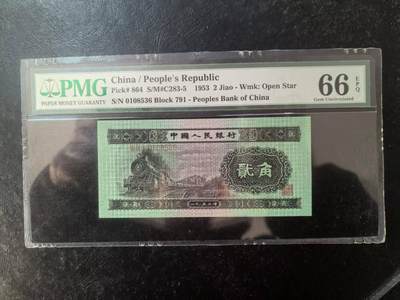 PMG
PAPER MONEY GUARANTY
China / People's Republic
Pick# 864 S/M#C283-5 1953 2 Jiao - Wmk: Open Star
S/N 0108536 Block 791 - Peoples Bank of China
66 EPQ
Gem Uncirculated
中國人民銀行
貳角